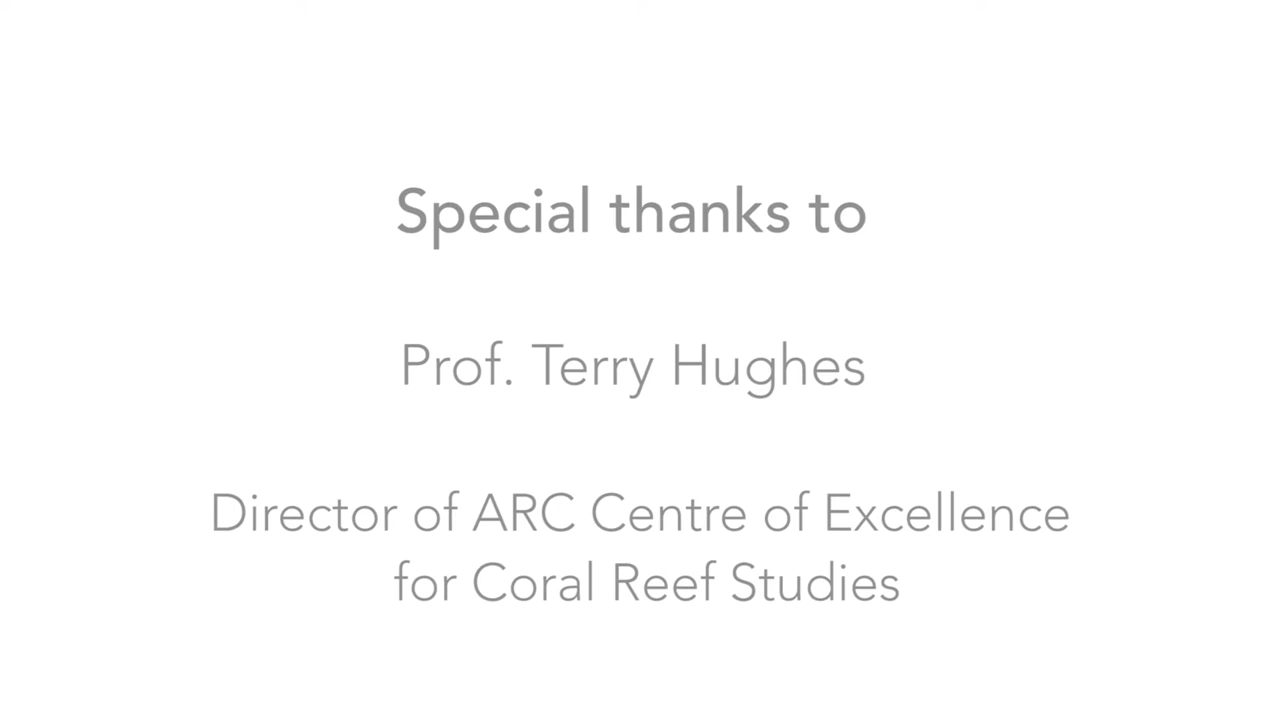 Special thanks to
Prof. Terry Hughes
Director of ARC Centre of Excellence
for Coral Reef Studies